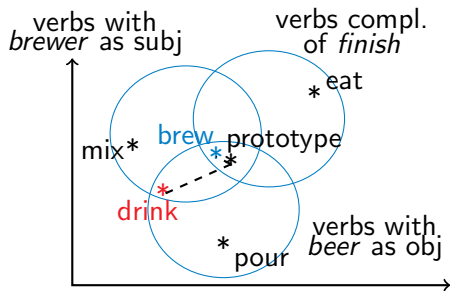 verbs with
brewer as subj
verbs compl.
of finish
eat
brew
prototype
mix
drink
pour
verbs with
beer as obj